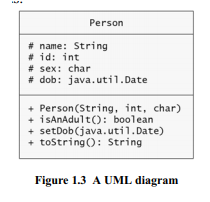 Person
# name: String
# id: int
# sex: char
# dob: java.util.Date
+ Person(String, int, char)
+ isAnAdult(): boolean
+ setDob(java.util.Date)
+ toString(): String
Figure 1.3 A UML diagram